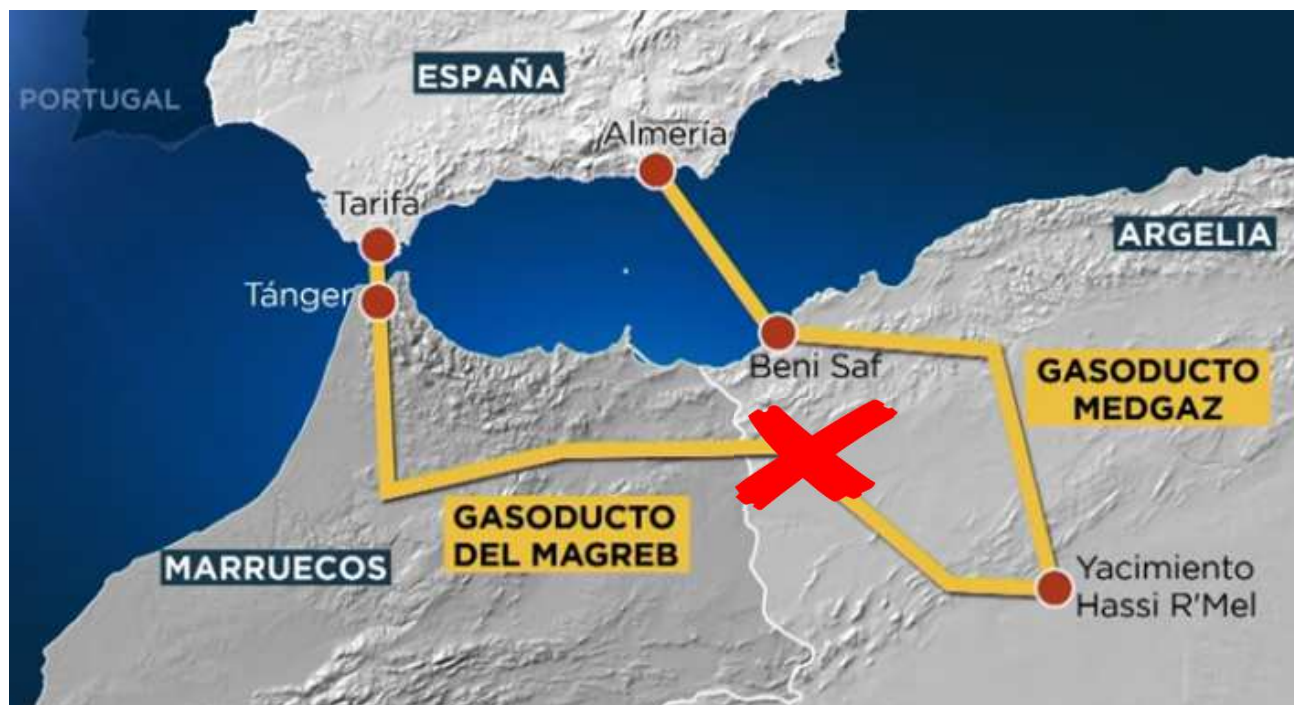 ESPAÑA
PORTUGAL
Almería
Tarifa
ARGELIA
Tánger
Beni Saf
GASODUCTO
MEDGAZ
GASODUCTO
DEL MAGREB
MARRUECOS
Yacimiento
Hassi R'Mel